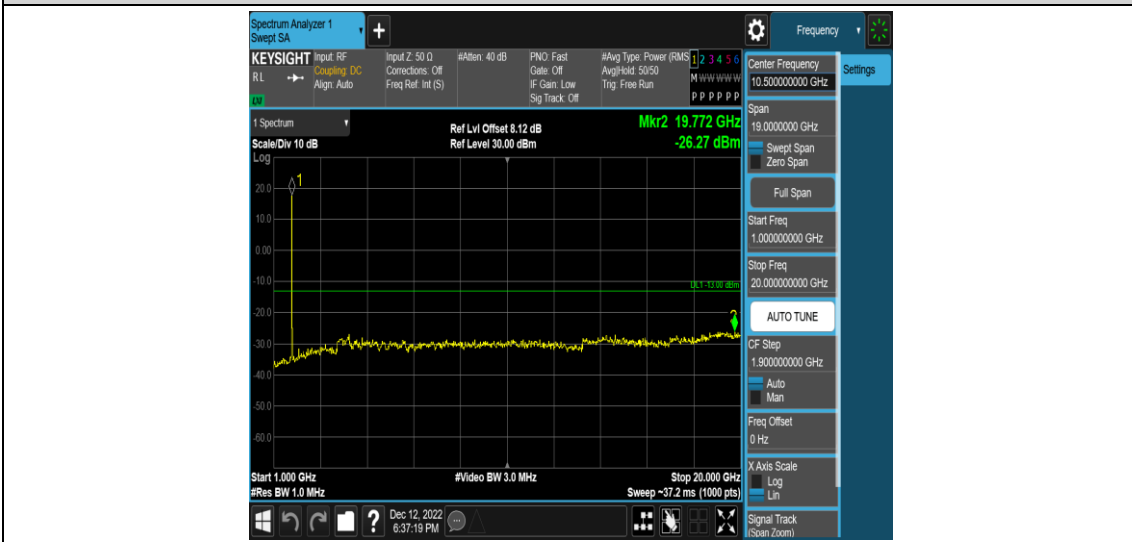 Spectrum Analyzer 1
Swept SA
+
Frequency
KEYSIGHT
RL
LXI
Input: RF
Coupling: DC
Align: Auto
Input Z: 50 Ω
Corrections: Off
Freq Ref: Int (S)
#Atten: 40 dB
PNO: Fast
Gate: Off
IF Gain: Low
Sig Track: Off
#Avg Type: Power (RMS
Avg|Hold: 50/50
Trig: Free Run
1 2 3 4 5 6
M W W W W W
P P P P P P
1 Spectrum
Scale/Div 10 dB
Log
Ref Lvl Offset 8.12 dB
Ref Level 30.00 dBm
Mkr2 19.772 GHz
-26.27 dBm
1
20.0
10.0
0.00
-10.0
DL1 -13.00 dBm
-20.0
2
-30.0
-40.0
-50.0
-60.0
Start 1.000 GHz
#Video BW 3.0 MHz
Stop 20.000 GHz
#Res BW 1.0 MHz
Sweep ~37.2 ms (1000 pts)
?
Dec 12, 2022
6:37:19 PM
Center Frequency
10.500000000 GHz
Settings
Span
19.0000000 GHz
Swept Span
Zero Span
Full Span
Start Freq
1.000000000 GHz
Stop Freq
20.000000000 GHz
AUTO TUNE
CF Step
1.900000000 GHz
Auto
Man
Freq Offset
0 Hz
X Axis Scale
Log
Lin
Signal Track
(Span Zoom)